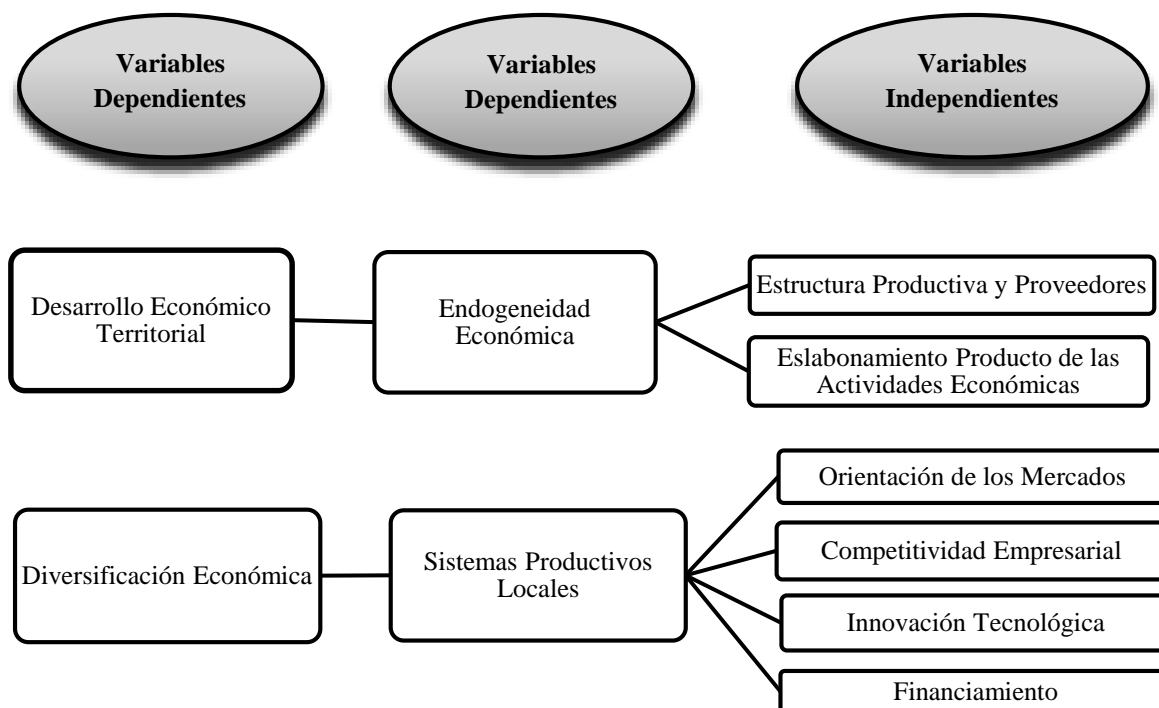 Variables
Dependientes
Variables
Dependientes
Variables
Independientes
Desarrollo Económico
Territorial
Endogeneidad
Económica
Estructura Productiva y Proveedores
Eslabonamiento Producto de las
Actividades Económicas
Diversificación Económica
Sistemas Productivos
Locales
Orientación de los Mercados
Competitividad Empresarial
Innovación Tecnológica
Financiamiento